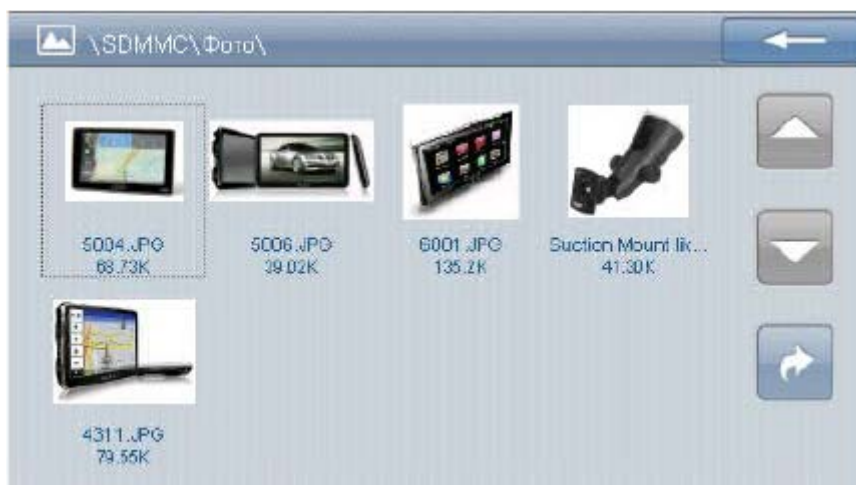 \SDMMC\Фото\
5004.JPG
68.73K
5006.JPG
39.02K
6001.JPG
135.2K
Suction Mount lik...
41.30K
4311.JPG
79.55K